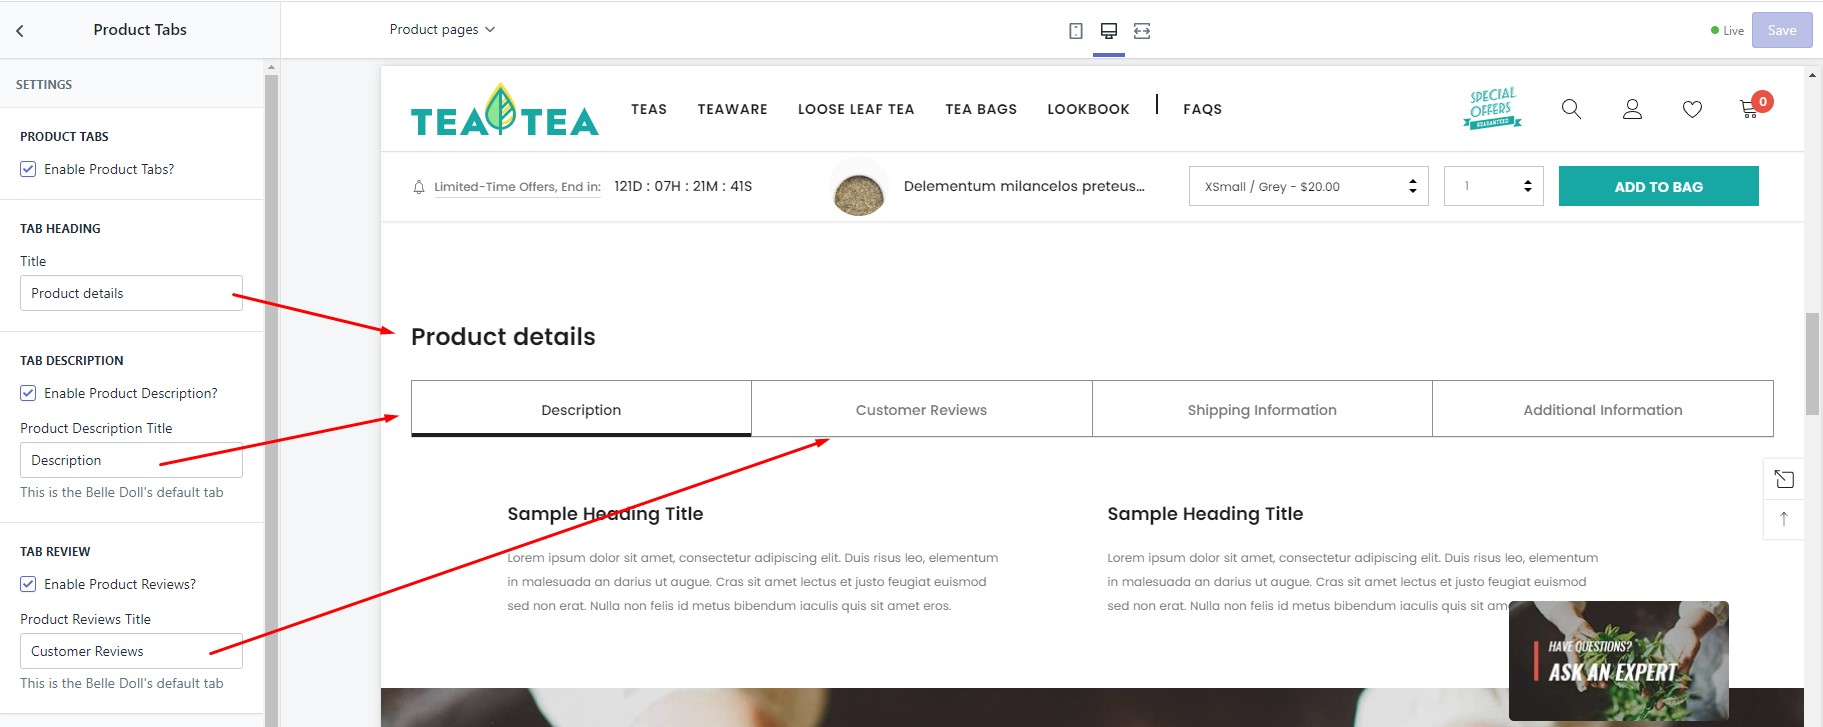 Product Tabs
Product pages
Live
Save
SETTINGS
PRODUCT TABS
Enable Product Tabs?
TAB HEADING
Title
Product details
TAB DESCRIPTION
Enable Product Description?
Product Description Title
Description
This is the Belle Doll's default tab
TAB REVIEW
Enable Product Reviews?
Product Reviews Title
Customer Reviews
This is the Belle Doll's default tab
TEA TEA
TEAS
TEAWARE
LOOSE LEAF TEA
TEA BAGS
LOOKBOOK
FAQS
SPECIAL
OFFERS
GUARANTEED
0
Limited-Time Offers, End in:
121D : 07H : 21M : 41S
Delementum milancelos preteus...
XSmall / Grey - $20.00
1
ADD TO BAG
Product details
Description
Customer Reviews
Shipping Information
Additional Information
Sample Heading Title
Lorem ipsum dolor sit amet, consectetur adipiscing elit. Duis risus leo, elementum
in malesuada an darius ut augue. Cras sit amet lectus et justo feugiat euismod
sed non erat. Nulla non felis id metus bibendum iaculis quis sit amet eros.
Sample Heading Title
Lorem ipsum dolor sit amet, consectetur adipiscing elit. Duis risus leo, elementum
in malesuada an darius ut augue. Cras sit amet lectus et justo feugiat euismod
sed non erat. Nulla non felis id metus bibendum iaculis quis sit am
HAVE QUESTIONS?
ASK AN EXPERT